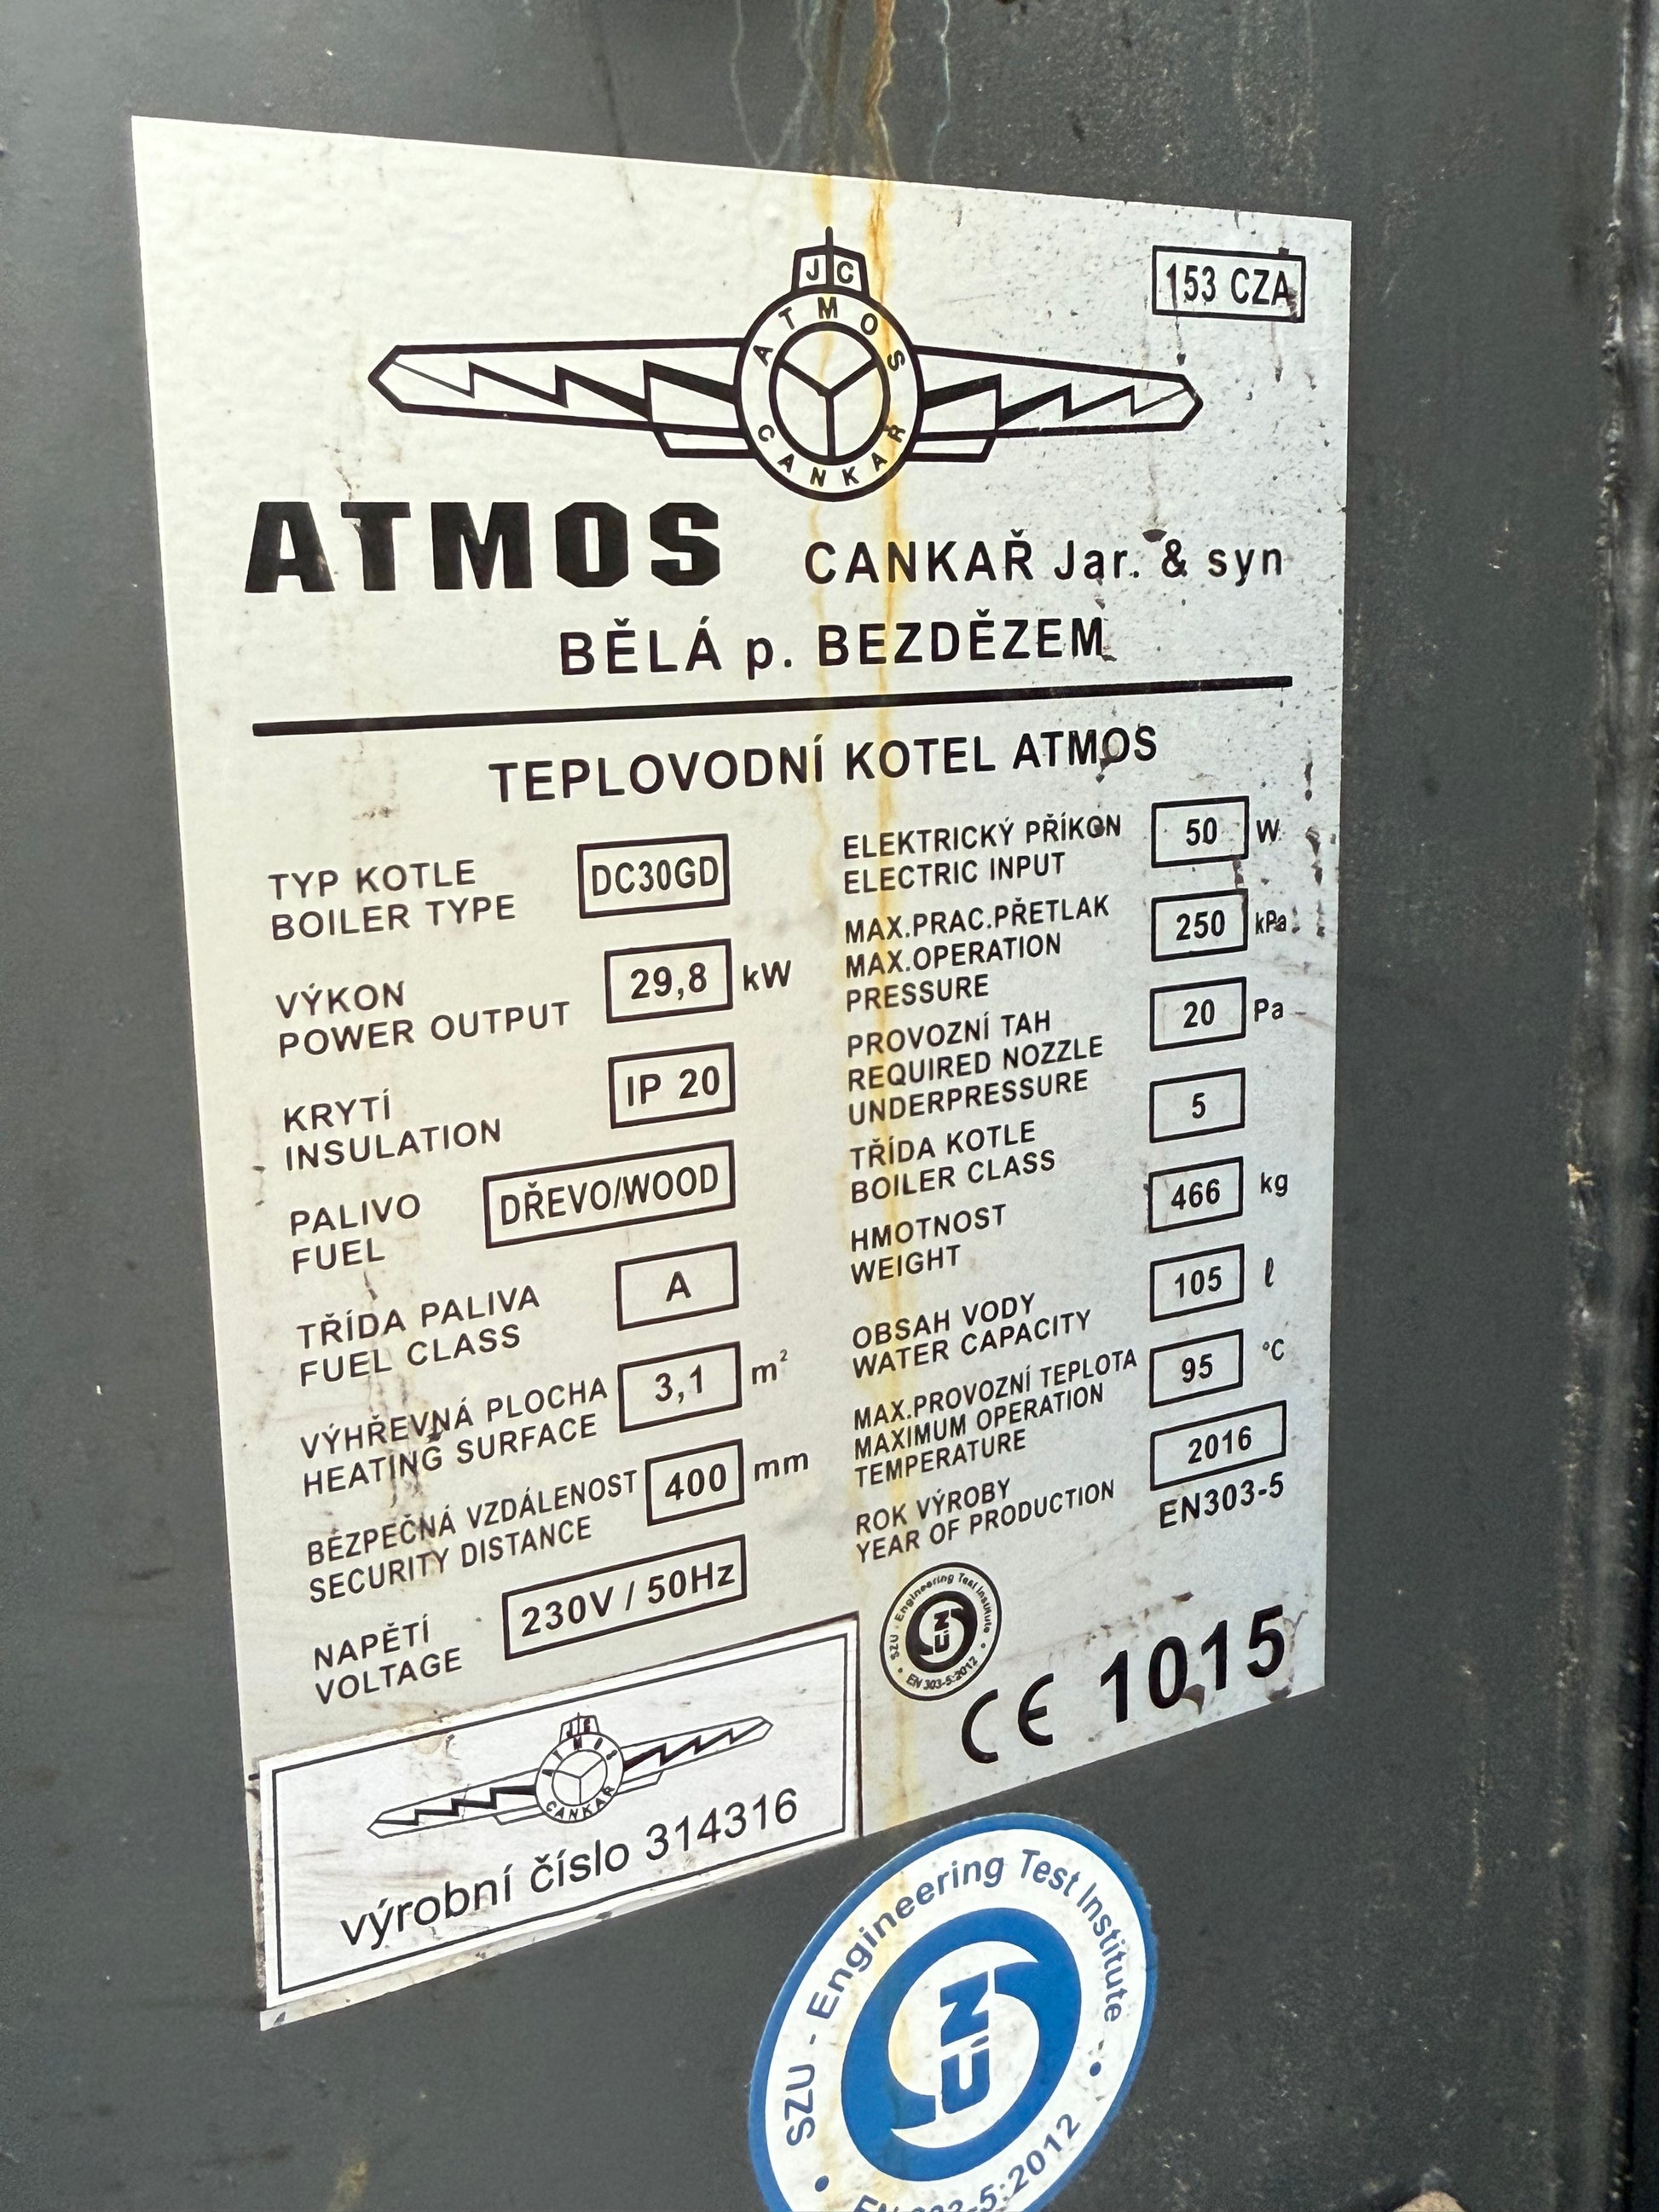 153 CZA
JC
ATMOS
CANKAŘ
ATMOS CANKAŘ Jar. & syn
BĚLÁ p. BEZDĚZEM
TEPLOVODNÍ KOTEL ATMOS
TYP KOTLE
BOILER TYPE
DC30GD
VÝKON
POWER OUTPUT
29,8 kW
KRYTÍ
INSULATION
IP 20
PALIVO
FUEL
DŘEVO/WOOD
TŘÍDA PALIVA
FUEL CLASS
A
VÝHŘEVNÁ PLOCHA
HEATING SURFACE
3,1 m²
BEZPEČNÁ VZDÁLENOST
SECURITY DISTANCE
400 mm
NAPĚTÍ
VOLTAGE
230V / 50Hz
ELEKTRICKÝ PŘÍKON
ELECTRIC INPUT
50 W
MAX.PRAC.PŘETLAK
MAX.OPERATION
PRESSURE
250 kPa
PROVOZNÍ TAH
REQUIRED NOZZLE
UNDERPRESSURE
20 Pa
TŘÍDA KOTLE
BOILER CLASS
5
HMOTNOST
WEIGHT
466 kg
OBSAH VODY
WATER CAPACITY
105 ℓ
MAX.PROVOZNÍ TEPLOTA
MAXIMUM OPERATION
TEMPERATURE
95 °C
ROK VÝROBY
YEAR OF PRODUCTION
2016
EN303-5
SZU - Engineering Test Institute
SZU
EN 303-5:2012
CE 1015
JC
ATMOS
CANKAŘ
výrobní číslo 314316
SZU - Engineering Test Institute
SZU
EN 303-5:2012